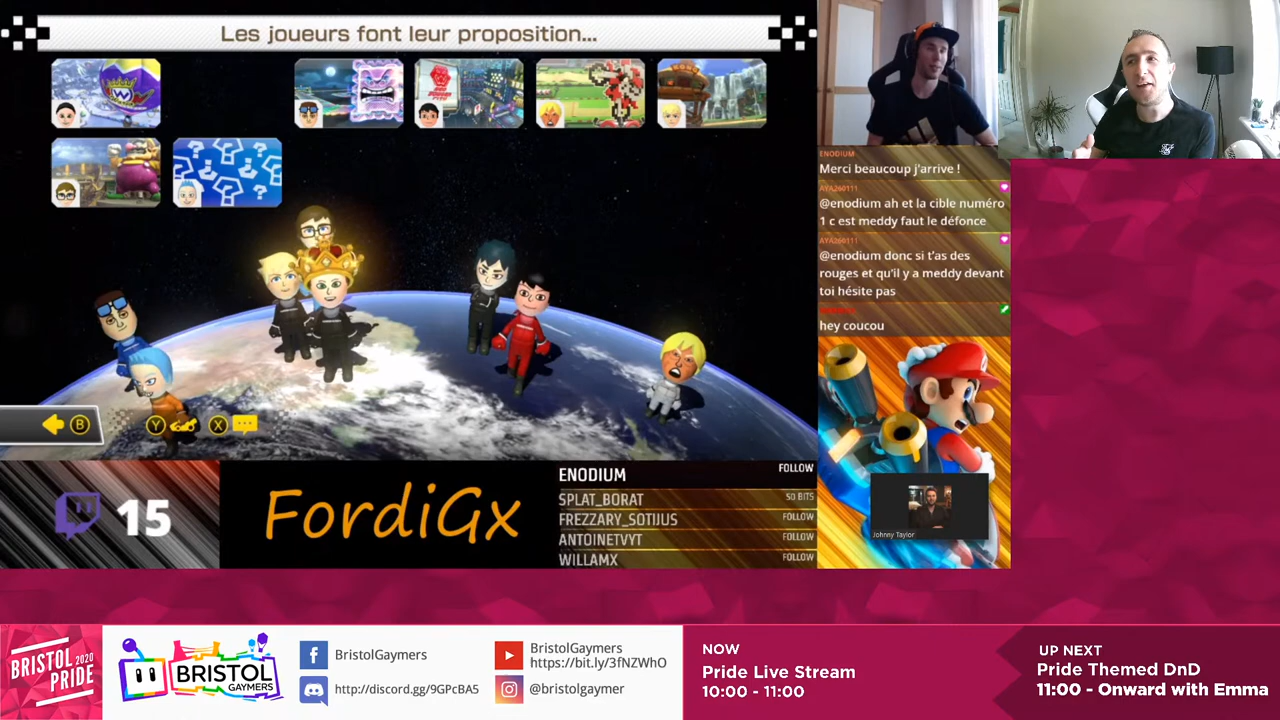 Les joueurs font leur proposition...
ENODIUM
Merci beaucoup j'arrive !
AYA260111
@enodium ah et la cible numéro
1 c est meddy faut le défonce
AYA260111
@enodium donc si t'as des
rouges et qu'il y a meddy devant
toi hésite pas
hey coucou
B
Y
X
15
FordiGx
ENODIUM FOLLOW
SPLAT_BORAT 50 BITS
FREZZARY_SOTIJUS FOLLOW
ANTOINETVYT FOLLOW
WILLAMX FOLLOW
Johnny Taylor
BRISTOL
2020
PRIDE
BRISTOL
GAYMERS
BristolGaymers
http://discord.gg/9GPcBA5
BristolGaymers
https://bit.ly/3fNZWhO
@bristolgaymer
NOW
Pride Live Stream
10:00 - 11:00
UP NEXT
Pride Themed DnD
11:00 - Onward with Emma